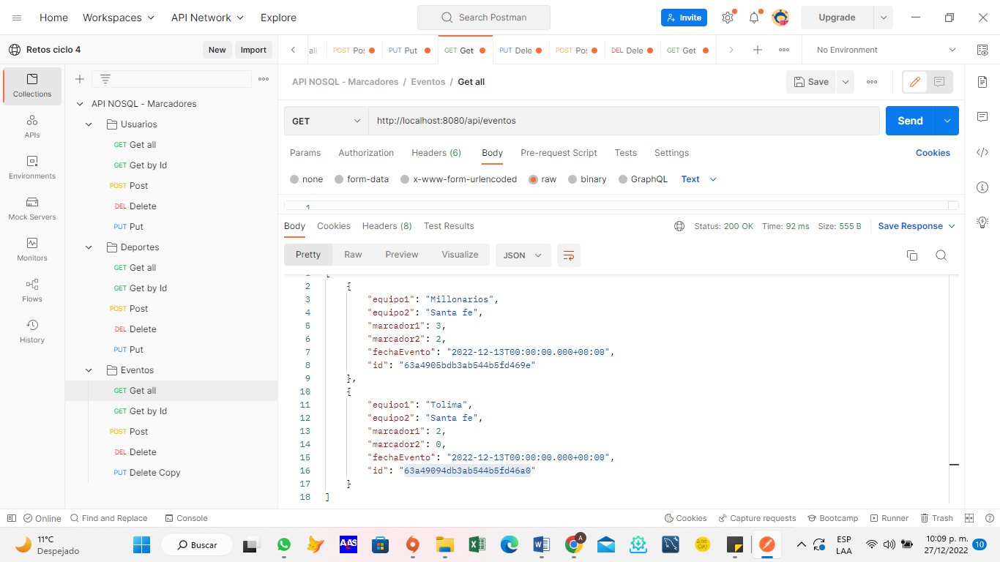 Home Workspaces API Network Explore Search Postman Invite Upgrade
Retos ciclo 4 New Import all POST Pos PUT Put GET Get PUT Dele POST Pos DEL Dele GET Get No Environment
Collections
APIs
Environments
Mock Servers
Monitors
Flows
History
API NOSQL - Marcadores
Usuarios
GET Get all
GET Get by Id
POST Post
DEL Delete
PUT Put
Deportes
GET Get all
GET Get by Id
POST Post
DEL Delete
PUT Put
Eventos
GET Get all
GET Get by Id
POST Post
DEL Delete
PUT Delete Copy
API NOSQL - Marcadores / Eventos / Get all Save
GET http://localhost:8080/api/eventos Send
Params Authorization Headers (6) Body Pre-request Script Tests Settings Cookies
none form-data x-www-form-urlencoded raw binary GraphQL Text
1
Body Cookies Headers (8) Test Results Status: 200 OK Time: 92 ms Size: 555 B Save Response
Pretty Raw Preview Visualize JSON
1 [
2 {
3 "equipo1": "Millonarios",
4 "equipo2": "Santa fe",
5 "marcador1": 3,
6 "marcador2": 2,
7 "fechaEvento": "2022-12-13T00:00:00.000+00:00",
8 "id": "63a4905bdb3ab544b5fd469e"
9 },
10 {
11 "equipo1": "Tolima",
12 "equipo2": "Santa fe",
13 "marcador1": 2,
14 "marcador2": 0,
15 "fechaEvento": "2022-12-13T00:00:00.000+00:00",
16 "id": "63a49094db3ab544b5fd46a0"
17 }
18 ]
Online Find and Replace Console Cookies Capture requests Bootcamp Runner Trash
11°C
Despejado
Buscar
A
ESP
LAA
10:09 p. m.
27/12/2022
10